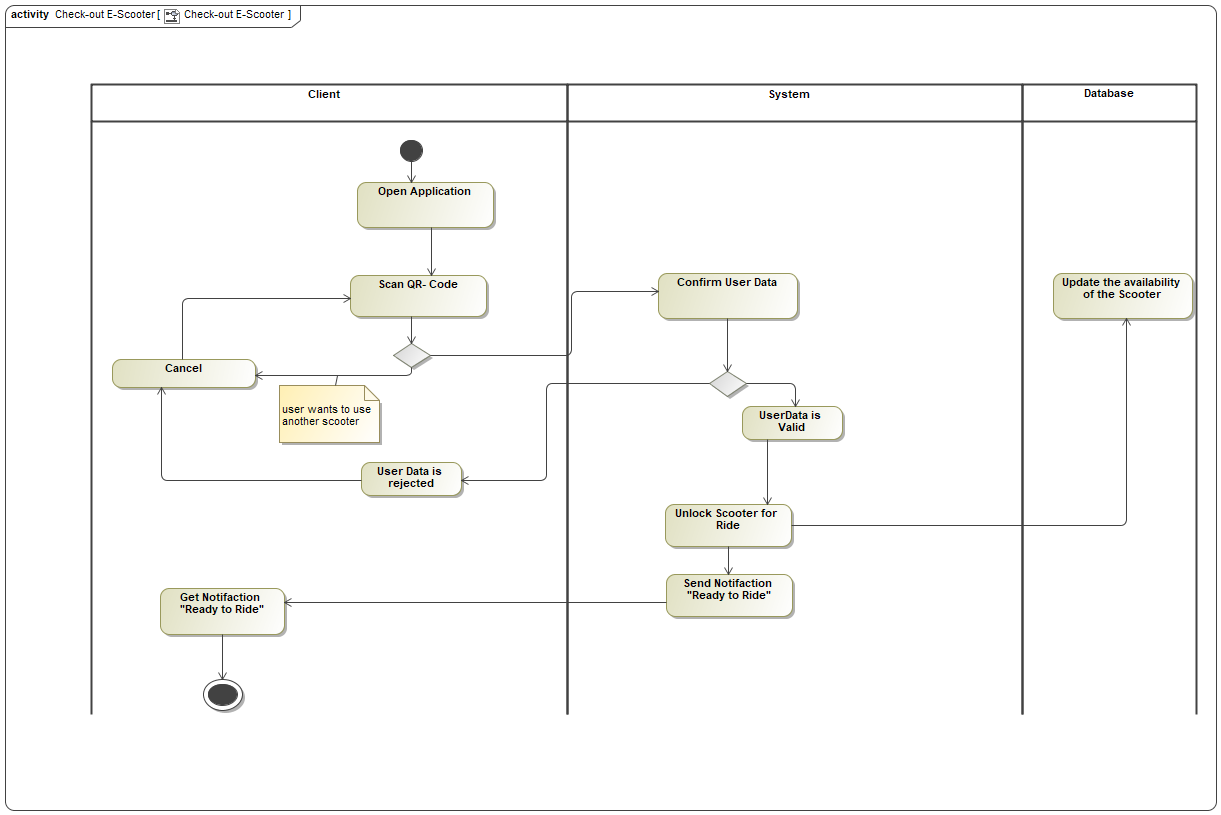 activity Check-out E-Scooter [ Check-out E-Scooter ]
Client
System
Database
Open Application
Scan QR- Code
Confirm User Data
Update the availability
of the Scooter
Cancel
user wants to use
another scooter
UserData is
Valid
User Data is
rejected
Unlock Scooter for
Ride
Send Notifaction
"Ready to Ride"
Get Notifaction
"Ready to Ride"